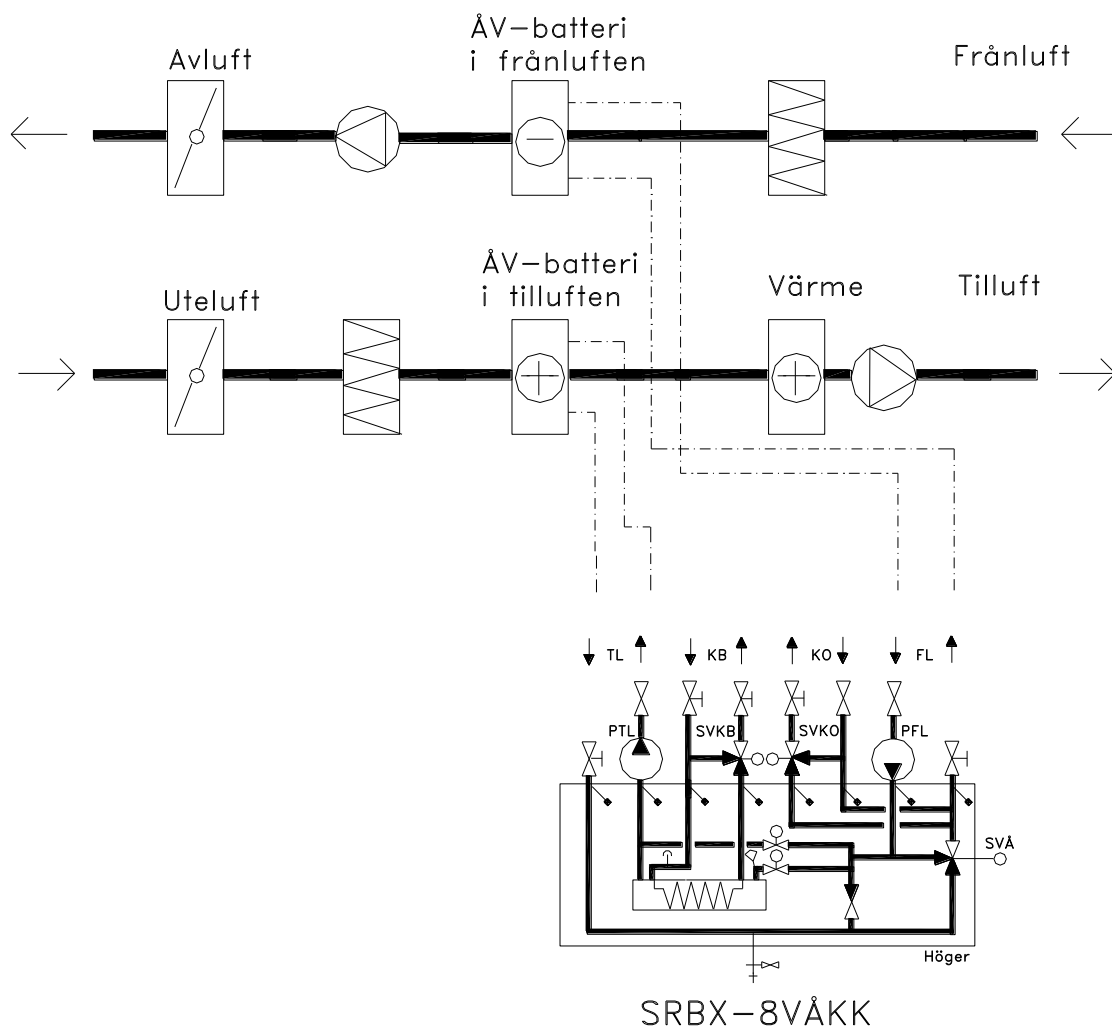 Avluft
ÅV-batteri
i frånluften
Frånluft
Uteluft
ÅV-batteri
i tilluften
Värme
Tilluft
TL
KB
KO
FL
PTL
SVKB
SVKO
PFL
SVÅ
Höger
SRBX-8VÅKK